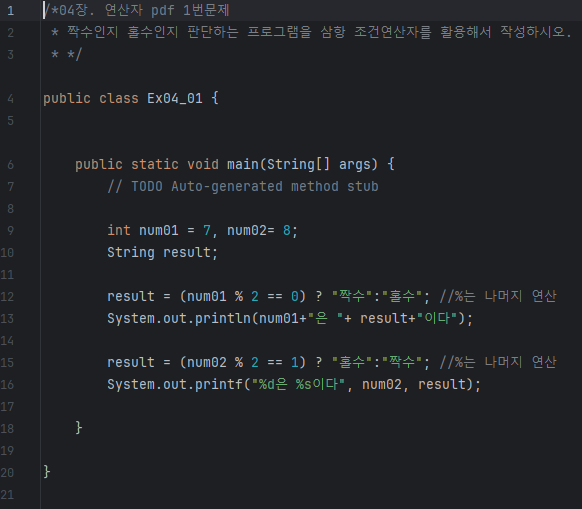 1 /*04장. 연산자 pdf 1번문제
2  * 짝수인지 홀수인지 판단하는 프로그램을 삼항 조건연산자를 활용해서 작성하시오.
3  * */
4 public class Ex04_01 {
5
6     public static void main(String[] args) {
7         // TODO Auto-generated method stub
8
9         int num01 = 7, num02= 8;
10         String result;
11
12         result = (num01 % 2 == 0) ? "짝수":"홀수"; //%는 나머지 연산
13         System.out.println(num01+"은 "+ result+"이다");
14
15         result = (num02 % 2 == 1) ? "홀수":"짝수"; //%는 나머지 연산
16         System.out.printf("%d은 %s이다", num02, result);
17
18     }
19
20 }
21